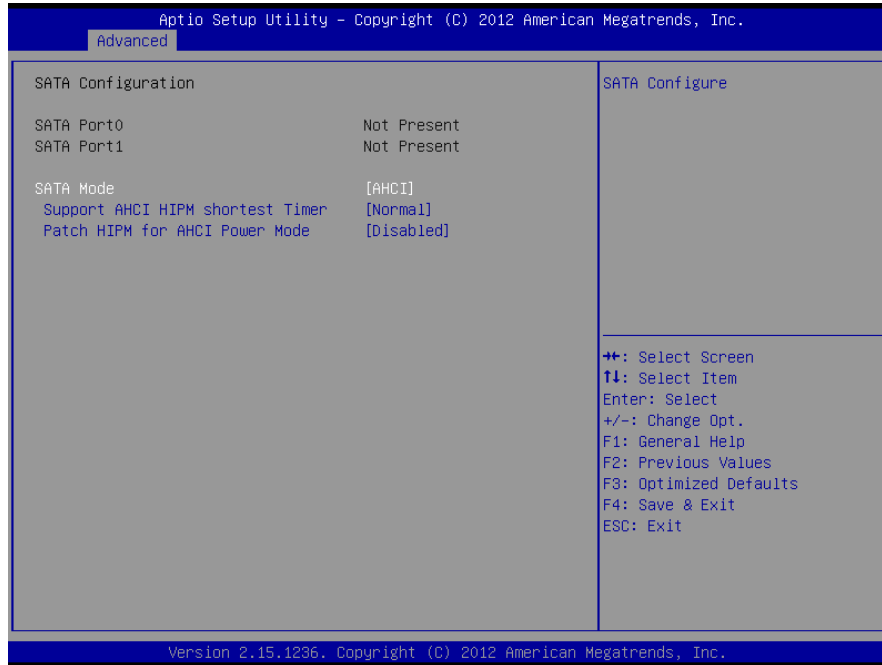 Aptio Setup Utility – Copyright (C) 2012 American Megatrends, Inc.
Advanced
SATA Configuration
SATA Port0 Not Present
SATA Port1 Not Present
SATA Mode [AHCI]
Support AHCI HIPM shortest Timer [Normal]
Patch HIPM for AHCI Power Mode [Disabled]
SATA Configure
→←: Select Screen
↑↓: Select Item
Enter: Select
+/-: Change Opt.
F1: General Help
F2: Previous Values
F3: Optimized Defaults
F4: Save & Exit
ESC: Exit
Version 2.15.1236. Copyright (C) 2012 American Megatrends, Inc.